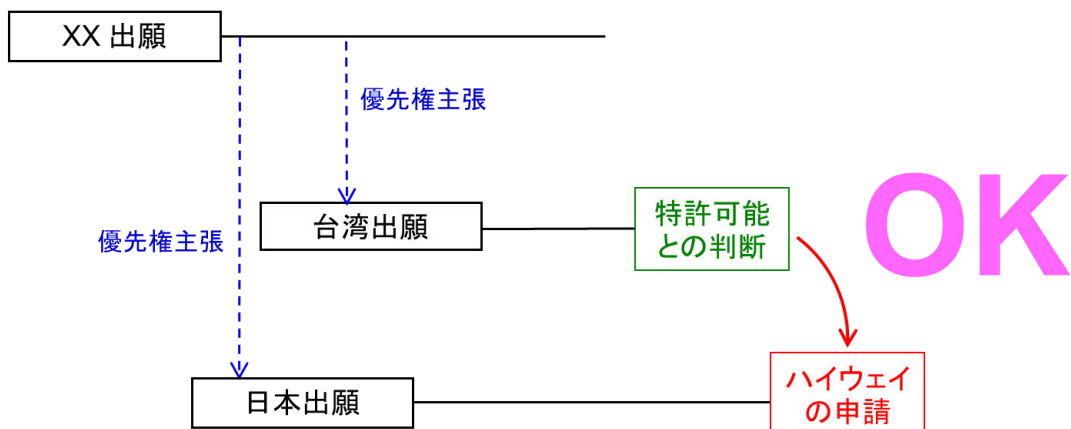 XX 出願
優先権主張
台湾出願
特許可能
との判断
OK
優先権主張
日本出願
ハイウェイ
の申請